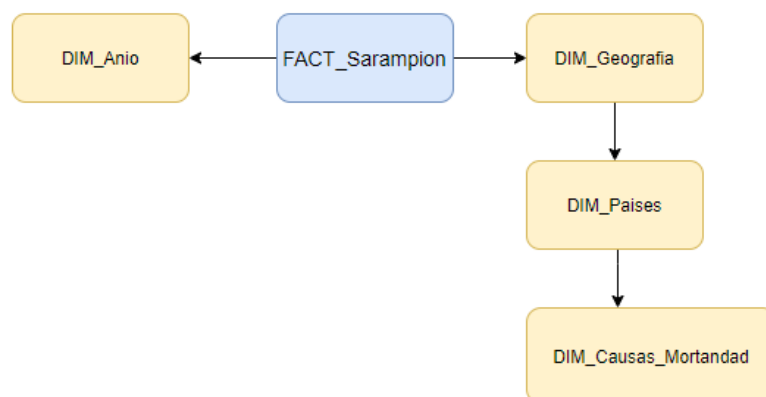 DIM_Anio
FACT_Sarampion
DIM_Geografia
DIM_Paises
DIM_Causas_Mortandad